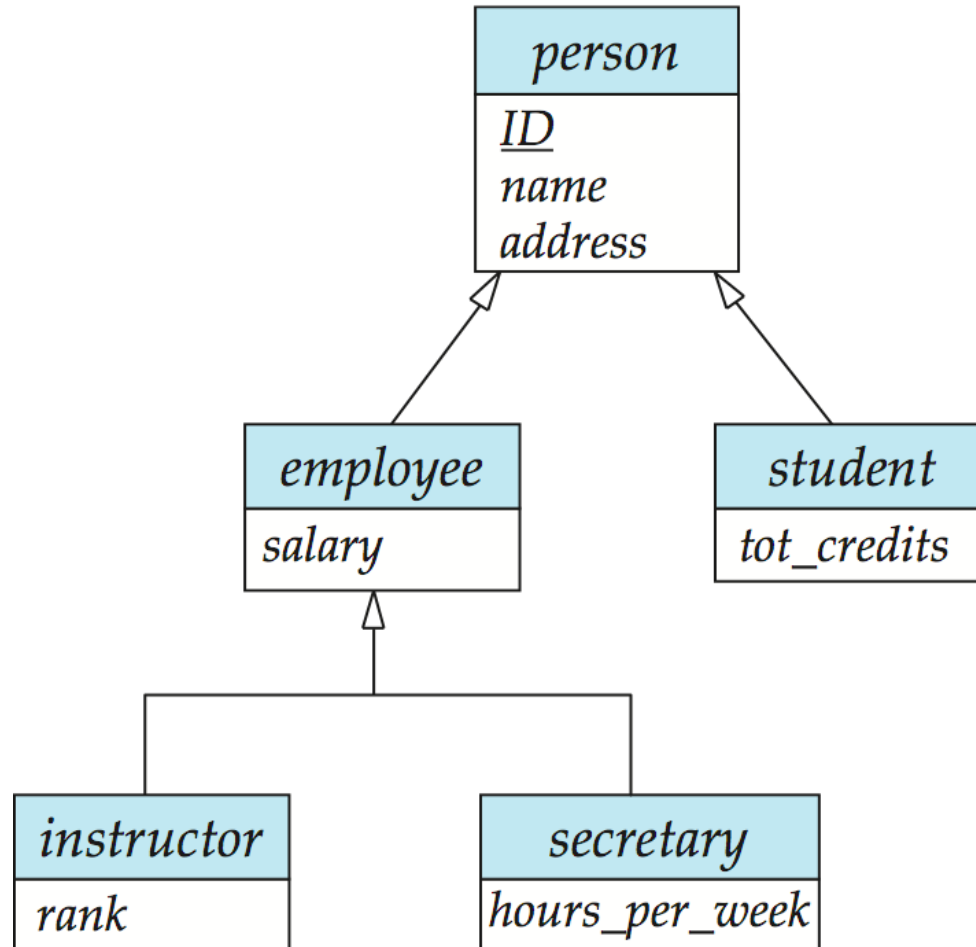 person
ID
name
address
employee
student
salary
tot_credits
instructor
secretary
rank
hours_per_week